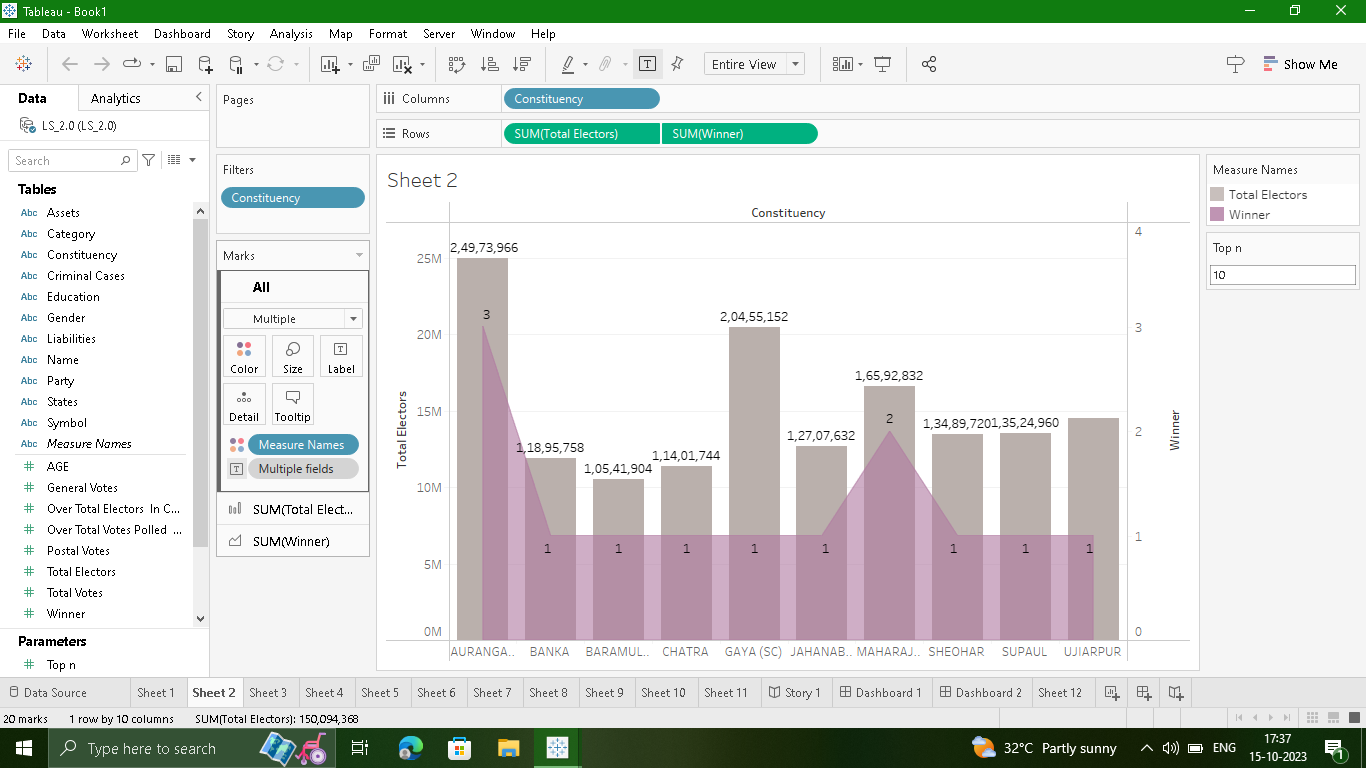 Tableau - Book1
File Data Worksheet Dashboard Story Analysis Map Format Server Window Help
Entire View
Show Me
Data Analytics
LS_2.0 (LS_2.0)
Search
Tables
Abc Assets
Abc Category
Abc Constituency
Abc Criminal Cases
Abc Education
Abc Gender
Abc Liabilities
Abc Name
Abc Party
Abc States
Abc Symbol
Abc Measure Names
# AGE
# General Votes
# Over Total Electors In C...
# Over Total Votes Polled ...
# Postal Votes
# Total Electors
# Total Votes
# Winner
Parameters
# Top n
Pages
Filters
Constituency
Marks
All
Multiple
Color Size Label
Detail Tooltip
Measure Names
Multiple fields
SUM(Total Elect...
SUM(Winner)
Columns Constituency
Rows SUM(Total Electors) SUM(Winner)
Sheet 2
Constituency
Total Electors
25M
20M
15M
10M
5M
0M
2,49,73,966
1,18,95,758
1,05,41,904
1,14,01,744
2,04,55,152
1,27,07,632
1,65,92,832
1,34,89,720
1,35,24,960
3 1 1 1 1 1 2 1 1 1
AURANGA.. BANKA BARAMUL.. CHATRA GAYA (SC) JAHANAB.. MAHARAJ.. SHEOHAR SUPAUL UJIARPUR
4
3
2
1
0
Winner
Measure Names
Total Electors
Winner
Top n
10
Data Source Sheet 1 Sheet 2 Sheet 3 Sheet 4 Sheet 5 Sheet 6 Sheet 7 Sheet 8 Sheet 9 Sheet 10 Sheet 11 Story 1 Dashboard 1 Dashboard 2 Sheet 12
20 marks 1 row by 10 columns SUM(Total Electors): 150,094,368
Type here to search
32°C Partly sunny
ENG
17:37
15-10-2023
1